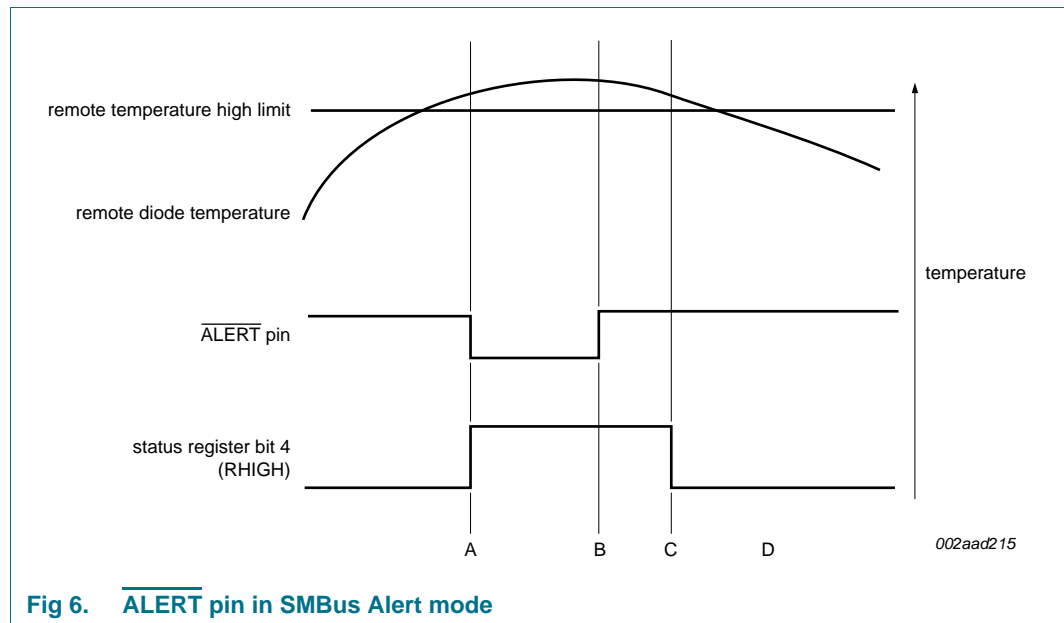 remote temperature high limit
remote diode temperature
temperature
ALERT pin
status register bit 4
(RHIGH)
A B C D
002aad215
Fig 6. ALERT pin in SMBus Alert mode